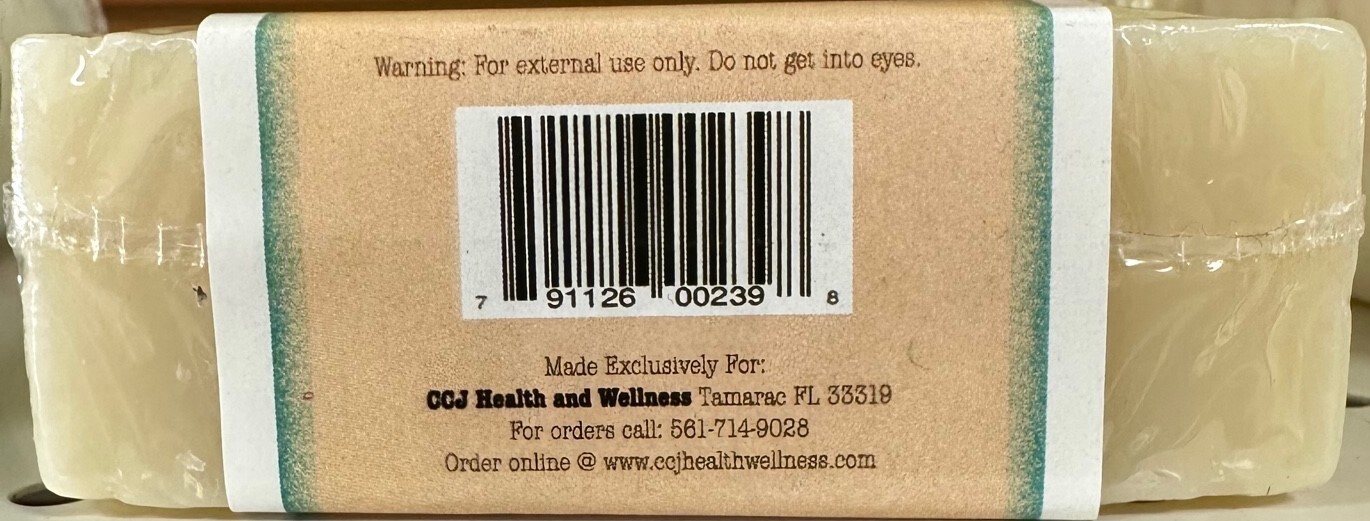 Warning: For external use only. Do not get into eyes.
7 91126 00239 8
Made Exclusively For:
CCJ Health and Wellness Tamarac FL 33319
For orders call: 561-714-9028
Order online @ www.ccjhealthwellness.com